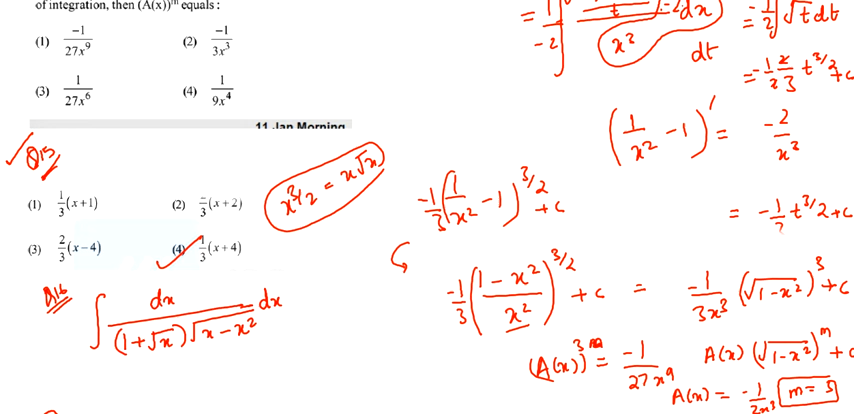 of integration, then (A(x))^m equals :
(1) -1/(27x^9) (2) -1/(3x^3)
(3) 1/(27x^6) (4) 1/(9x^4)
11 Jan Morning
Q15
(1) 1/3 (x+1) (2) /3 (x+2)
(3) 2/3 (x-4) (4) 1/3 (x+4)
x^3/2 = x√x
Q16
∫ dx/((1+√x)√(x-x^2)) dx
= 1/-2 ∫ -2dx/x^3 dt
= -1/2 ∫ √t dt
= -1/2 2/3 t^3/2 + c
(1/x^2 - 1)' = -2/x^3
-1/3 (1/x^2 - 1)^3/2 + c
= -1/3 t^3/2 + c
-1/3 ((1-x^2)/x^2)^3/2 + c = -1/(3x^3) (√(1-x^2))^3 + c
(A(x))^3 m = -1/(27x^9) A(x) (√(1-x^2))^m + c
A(x) = -1/(3x^3) m = 3